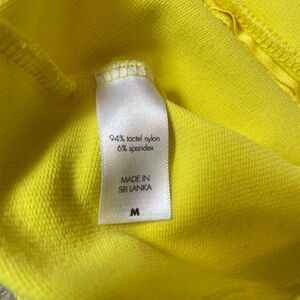 94% tactel nylon
6% spandex
MADE IN
SRI LANKA
M